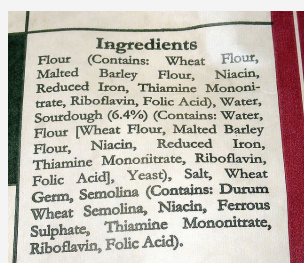 Ingredients
Flour (Contains: Wheat Flour,
Malted Barley Flour, Niacin,
Reduced Iron, Thiamine Mononi-
trate, Riboflavin, Folic Acid), Water,
Sourdough (6.4%) (Contains: Water,
Flour [Wheat Flour, Malted Barley
Flour, Niacin, Reduced Iron,
Thiamine Mononitrate, Riboflavin,
Folic Acid], Yeast), Salt, Wheat
Germ, Semolina (Contains: Durum
Wheat Semolina, Niacin, Ferrous
Sulphate, Thiamine Mononitrate,
Riboflavin, Folic Acid).